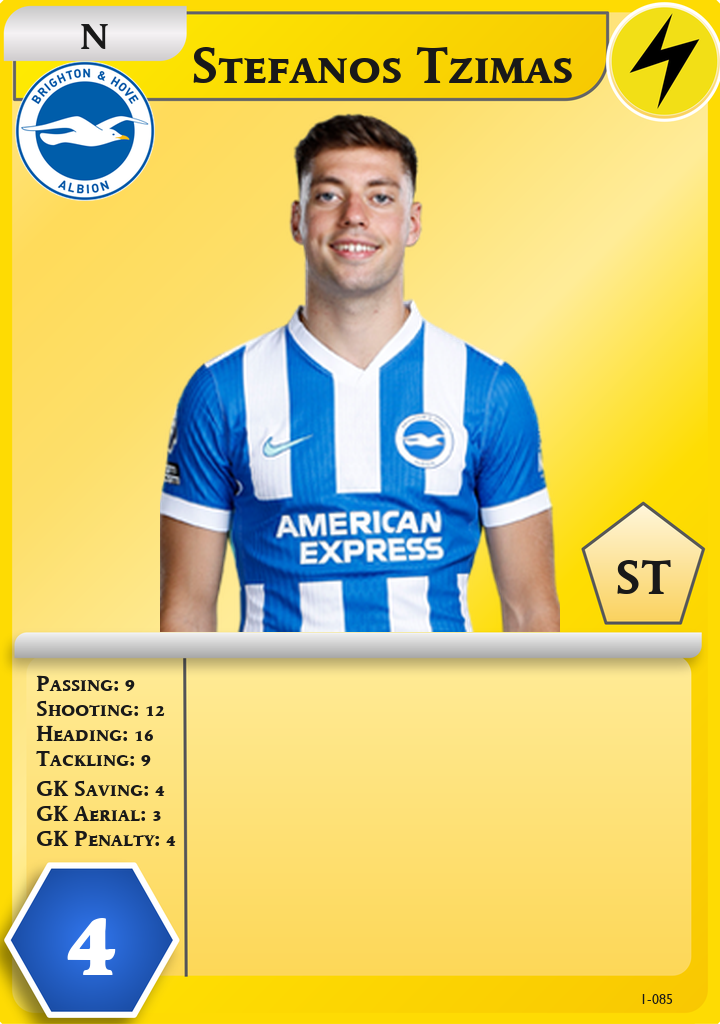 N
Stefanos Tzimas
BRIGHTON & HOVE
ALBION
AMERICAN
EXPRESS
ST
Passing: 9
Shooting: 12
Heading: 16
Tackling: 9
GK Saving: 4
GK Aerial: 3
GK Penalty: 4
4
1-085